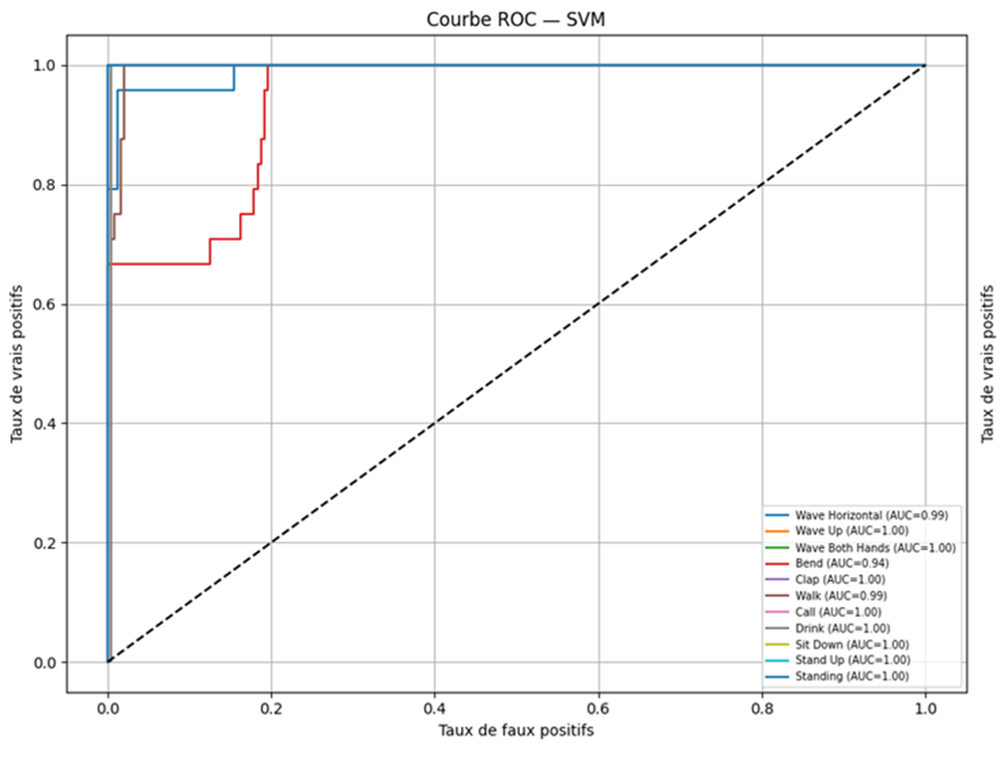 Courbe ROC — SVM
1.0
0.8
0.6
0.4
0.2
0.0
Taux de vrais positifs
Taux de vrais positifs
Wave Horizontal (AUC=0.99)
Wave Up (AUC=1.00)
Wave Both Hands (AUC=1.00)
Bend (AUC=0.94)
Clap (AUC=1.00)
Walk (AUC=0.99)
Call (AUC=1.00)
Drink (AUC=1.00)
Sit Down (AUC=1.00)
Stand Up (AUC=1.00)
Standing (AUC=1.00)
0.0 0.2 0.4 0.6 0.8 1.0
Taux de faux positifs